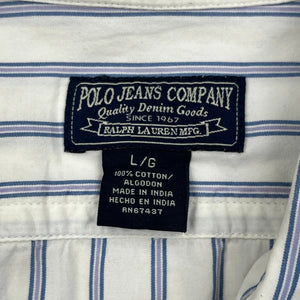 POLO JEANS COMPANY
Quality Denim Goods
SINCE 1967
RALPH LAUREN MFG.
L/G
100% COTTON/
ALGODON
MADE IN INDIA
HECHO EN INDIA
RN67437